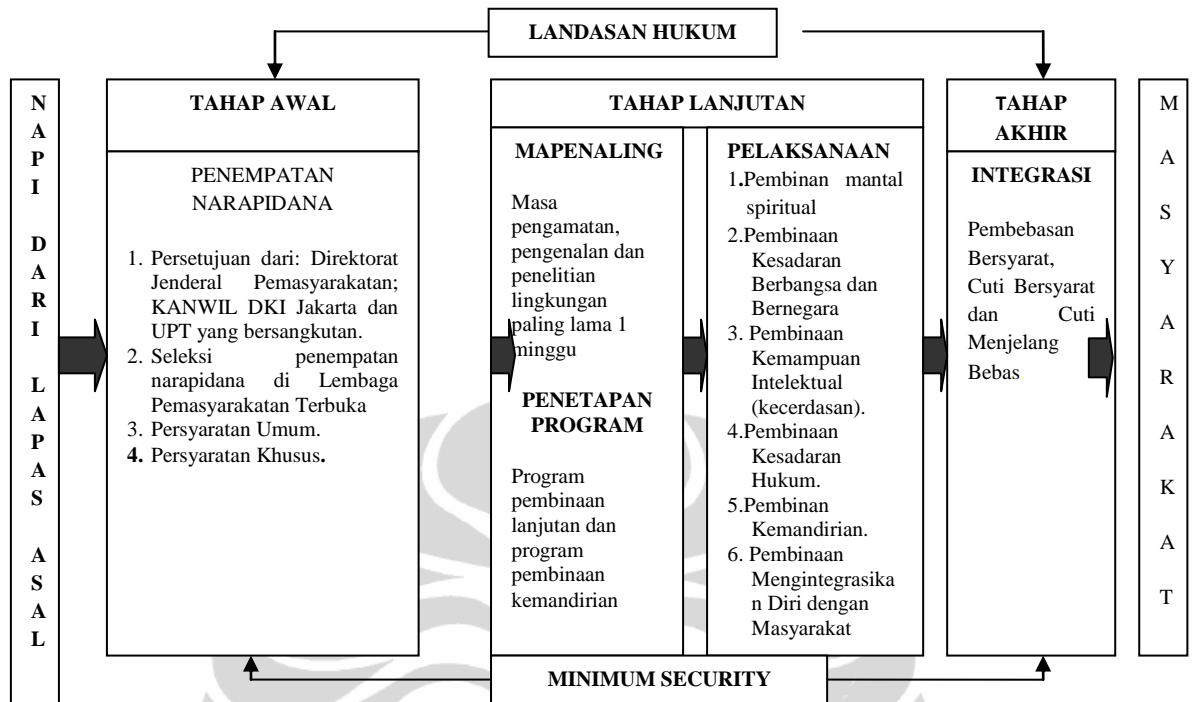 LANDASAN HUKUM
NAPI DARI LAPAS ASAL
TAHAP AWAL
PENEMPATAN
NARAPIDANA
1. Persetujuan dari: Direktorat
Jenderal Pemasyarakatan;
KANWIL DKI Jakarta dan
UPT yang bersangkutan.
2. Seleksi penempatan
narapidana di Lembaga
Pemasyarakatan Terbuka
3. Persyaratan Umum.
4. Persyaratan Khusus.
TAHAP LANJUTAN
MAPENALING
Masa
pengamatan,
pengenalan dan
penelitian
lingkungan
paling lama 1
minggu
PENETAPAN
PROGRAM
Program
pembinaan
lanjutan dan
program
pembinaan
kemandirian
PELAKSANAAN
1.Pembinan mantal
spiritual
2.Pembinaan
Kesadaran
Berbangsa dan
Bernegara
3. Pembinaan
Kemampuan
Intelektual
(kecerdasan).
4.Pembinaan
Kesadaran
Hukum.
5.Pembinan
Kemandirian.
6. Pembinaan
Mengintegrasika
n Diri dengan
Masyarakat
TAHAP
AKHIR
INTEGRASI
Pembebasan
Bersyarat,
Cuti Bersyarat
dan Cuti
Menjelang
Bebas
MASYARAKAT
MINIMUM SECURITY